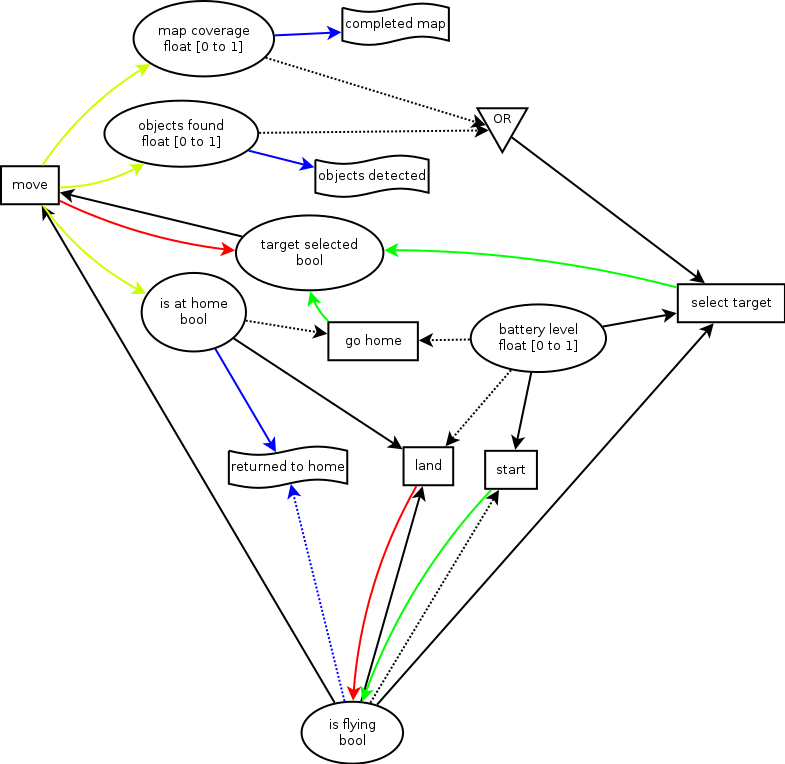 map coverage
float [0 to 1]
completed map
objects found
float [0 to 1]
OR
objects detected
move
target selected
bool
is at home
bool
select target
go home
battery level
float [0 to 1]
returned to home
land
start
is flying
bool